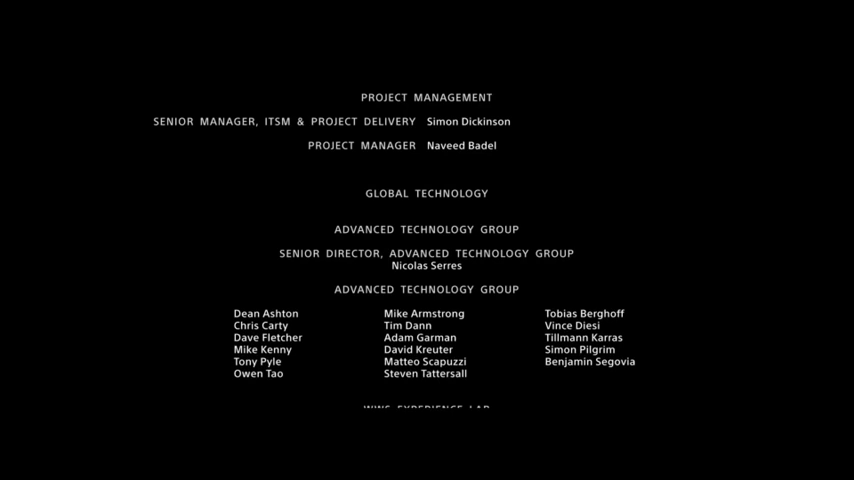 PROJECT MANAGEMENT
SENIOR MANAGER, ITSM & PROJECT DELIVERY Simon Dickinson
PROJECT MANAGER Naveed Badel
GLOBAL TECHNOLOGY
ADVANCED TECHNOLOGY GROUP
SENIOR DIRECTOR, ADVANCED TECHNOLOGY GROUP
Nicolas Serres
ADVANCED TECHNOLOGY GROUP
Dean Ashton Mike Armstrong Tobias Berghoff
Chris Carty Tim Dann Vince Diesi
Dave Fletcher Adam Garman Tillmann Karras
Mike Kenny David Kreuter Simon Pilgrim
Tony Pyle Matteo Scapuzzi Benjamin Segovia
Owen Tao Steven Tattersall
WWS EXPERIENCE LAB